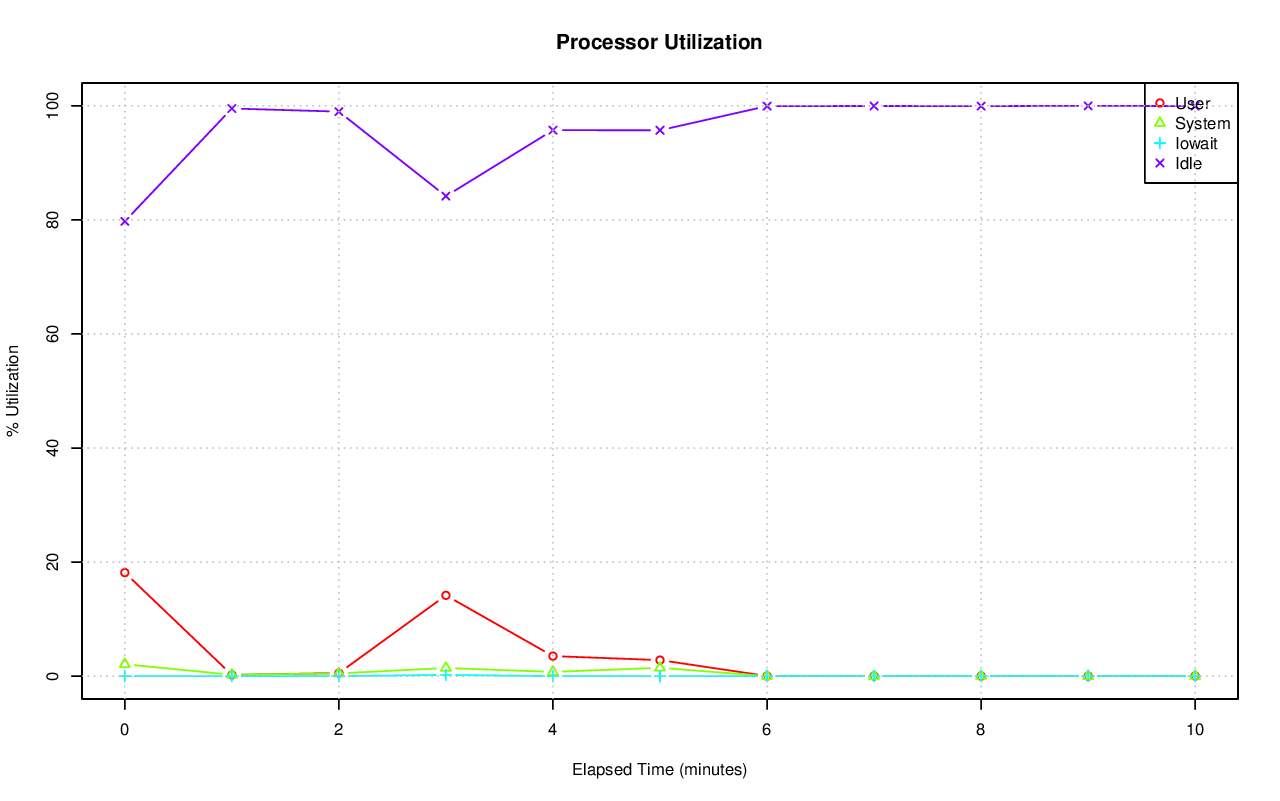 Processor Utilization
% Utilization
100
80
60
40
20
0
User
System
Iowait
Idle
0 2 4 6 8 10
Elapsed Time (minutes)